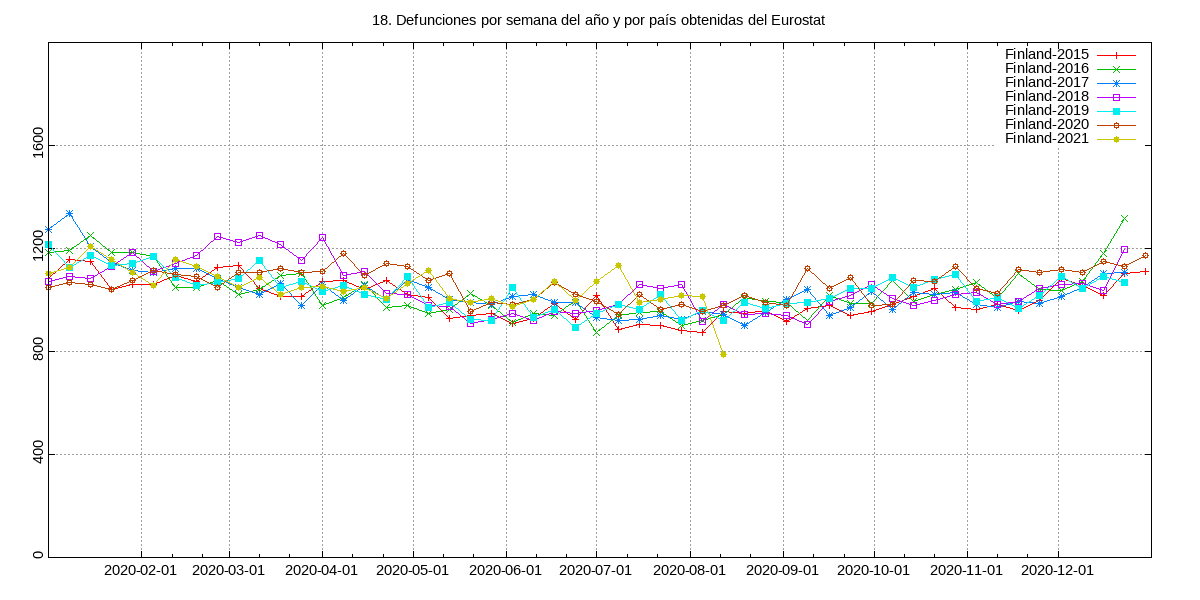 18. Defunciones por semana del año y por país obtenidas del Eurostat
Finland-2015
Finland-2016
Finland-2017
Finland-2018
Finland-2019
Finland-2020
Finland-2021
1600
1200
800
400
0
2020-02-01 2020-03-01 2020-04-01 2020-05-01 2020-06-01 2020-07-01 2020-08-01 2020-09-01 2020-10-01 2020-11-01 2020-12-01